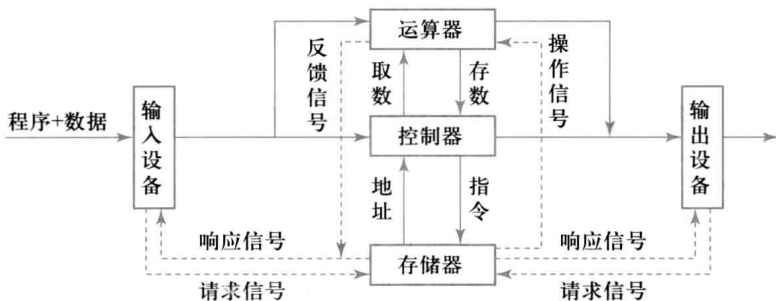 运算器
反馈信号
取数
存数
操作信号
程序+数据
输入设备
控制器
输出设备
地址
指令
响应信号
响应信号
存储器
请求信号
请求信号